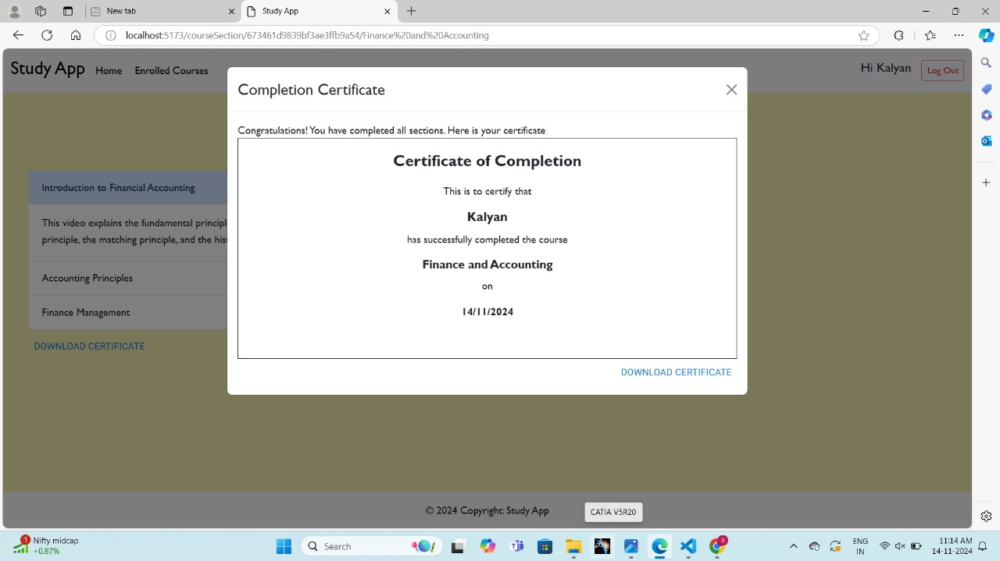 New tab
Study App
localhost:5173/courseSection/673461d9839bf3ae3ffb9a54/Finance%20and%20Accounting
Study App Home Enrolled Courses
Hi Kalyan Log Out
Completion Certificate
Congratulations! You have completed all sections. Here is your certificate
Certificate of Completion
This is to certify that
Kalyan
has successfully completed the course
Finance and Accounting
on
14/11/2024
DOWNLOAD CERTIFICATE
Introduction to Financial Accounting
This video explains the fundamental principl
principle, the matching principle, and the his
Accounting Principles
Finance Management
DOWNLOAD CERTIFICATE
© 2024 Copyright: Study App
CATIA V5R20
1
Nifty midcap
+0.87%
Search
S
ENG
IN
11:14 AM
14-11-2024